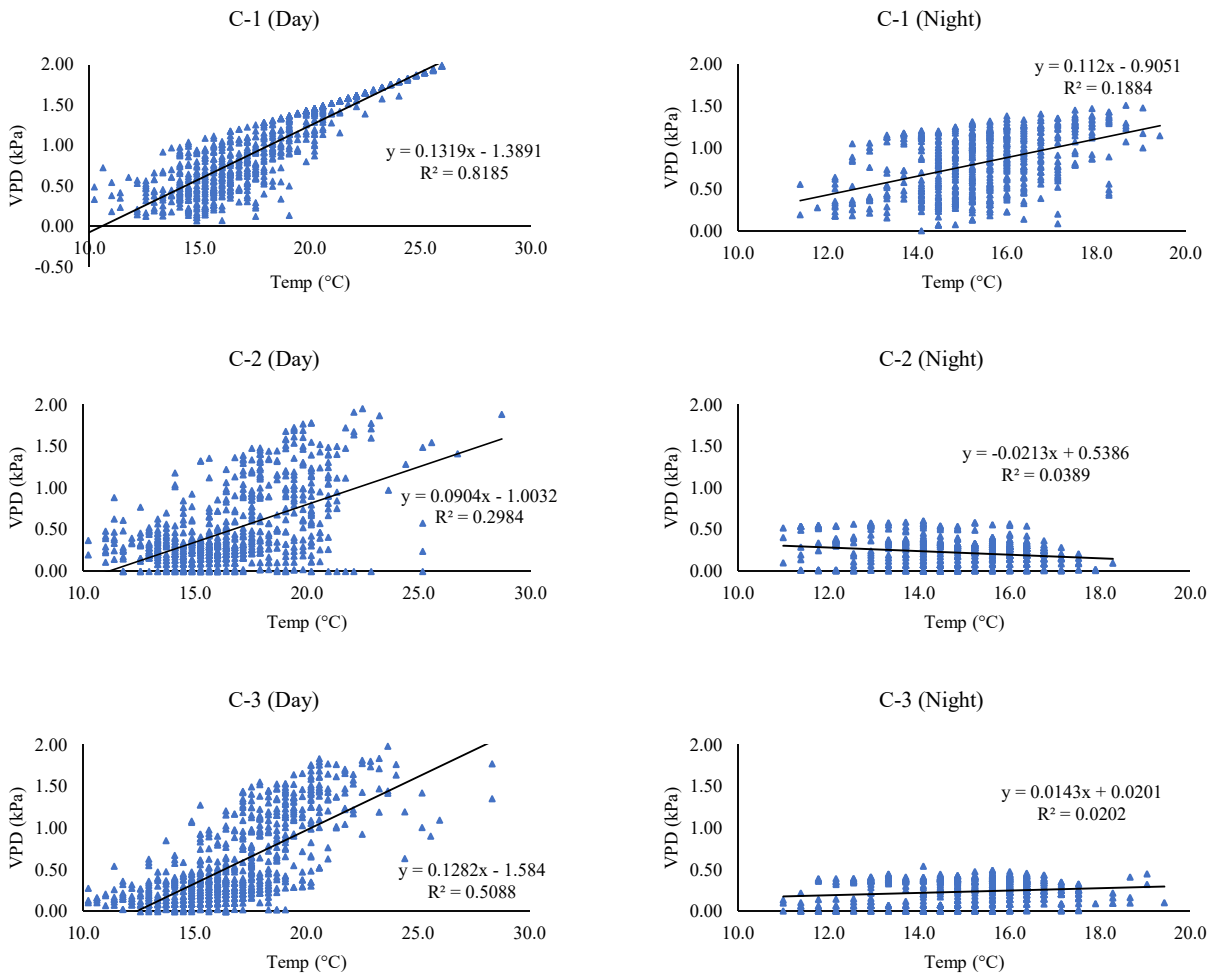 C-1 (Day)
2.00
1.50
1.00
0.50
0.00
-0.50
VPD (kPa)
y = 0.1319x - 1.3891
R² = 0.8185
10.0 15.0 20.0 25.0 30.0
Temp (°C)
C-1 (Night)
2.00
1.50
1.00
0.50
0.00
VPD (kPa)
y = 0.112x - 0.9051
R² = 0.1884
10.0 12.0 14.0 16.0 18.0 20.0
Temp (°C)
C-2 (Day)
2.00
1.50
1.00
0.50
0.00
VPD (kPa)
y = 0.0904x - 1.0032
R² = 0.2984
10.0 15.0 20.0 25.0 30.0
Temp (°C)
C-2 (Night)
2.00
1.50
1.00
0.50
0.00
VPD (kPa)
y = -0.0213x + 0.5386
R² = 0.0389
10.0 12.0 14.0 16.0 18.0 20.0
Temp (°C)
C-3 (Day)
2.00
1.50
1.00
0.50
0.00
VPD (kPa)
y = 0.1282x - 1.584
R² = 0.5088
10.0 15.0 20.0 25.0 30.0
Temp (°C)
C-3 (Night)
2.00
1.50
1.00
0.50
0.00
VPD (kPa)
y = 0.0143x + 0.0201
R² = 0.0202
10.0 12.0 14.0 16.0 18.0 20.0
Temp (°C)